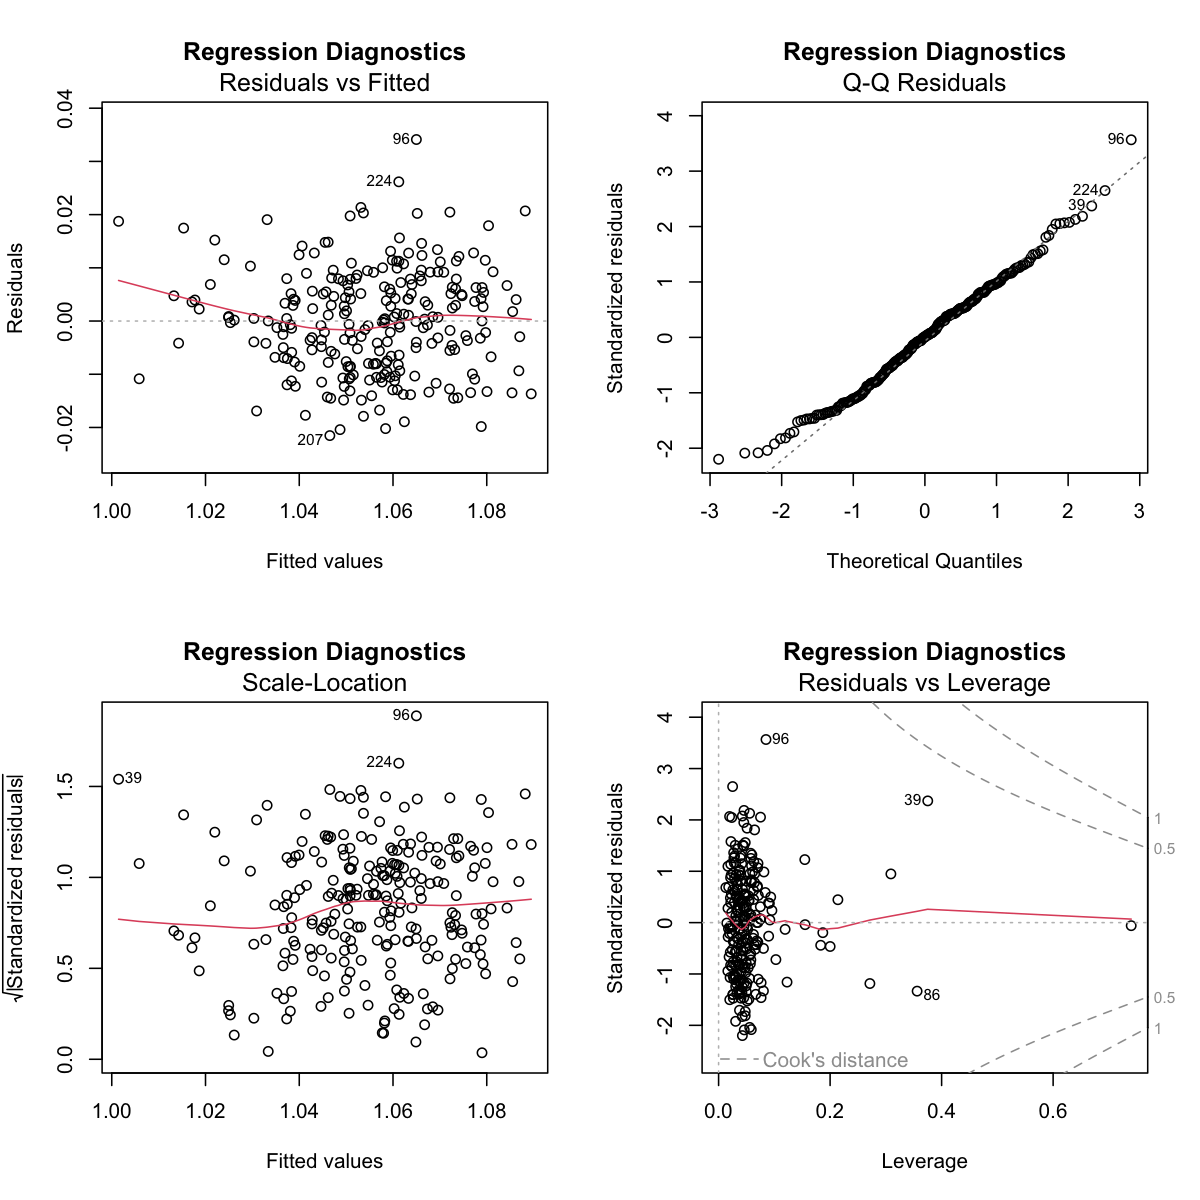 Regression Diagnostics
Residuals vs Fitted
Residuals
0.04
0.02
0.00
-0.02
96
224
207
1.00 1.02 1.04 1.06 1.08
Fitted values
Regression Diagnostics
Q-Q Residuals
Standardized residuals
4
3
2
1
0
-1
-2
96
224
39
-3 -2 -1 0 1 2 3
Theoretical Quantiles
Regression Diagnostics
Scale-Location
√|Standardized residuals|
1.5
1.0
0.5
0.0
96
224
39
1.00 1.02 1.04 1.06 1.08
Fitted values
Regression Diagnostics
Residuals vs Leverage
Standardized residuals
4
3
2
1
0
-1
-2
96
39
86
1
0.5
0.5
1
Cook's distance
0.0 0.2 0.4 0.6
Leverage